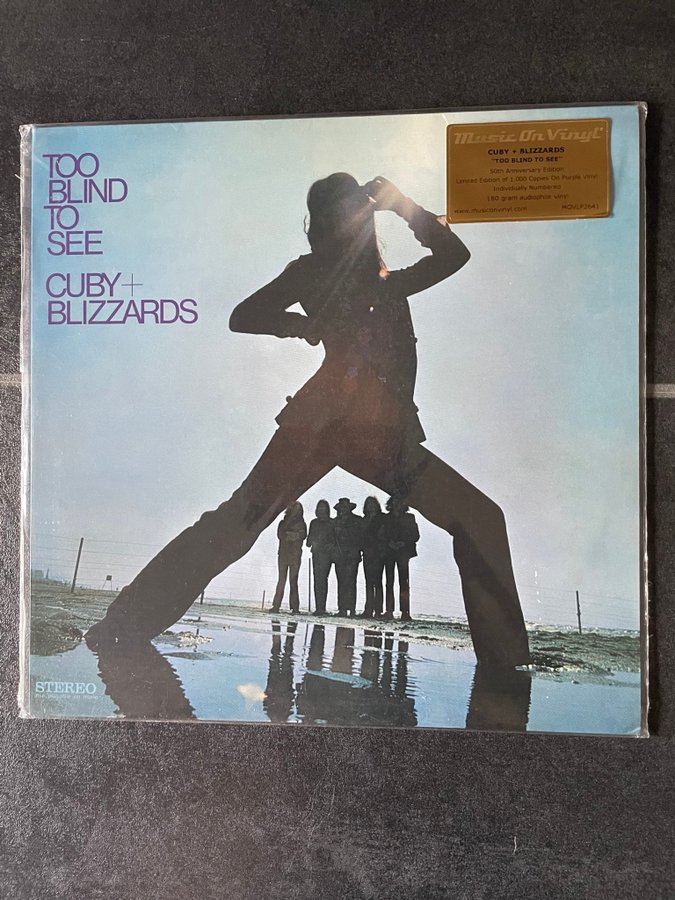 TOO
BLIND
TO
SEE
CUBY+
BLIZZARDS
Music On Vinyl
CUBY + BLIZZARDS
"TOO BLIND TO SEE"
50th Anniversary Edition
Limited Edition of 1.000 Copies On Purple Vinyl
Individually Numbered
180 gram audiophile vinyl
www.musiconvinyl.com MOVLP2641
STEREO